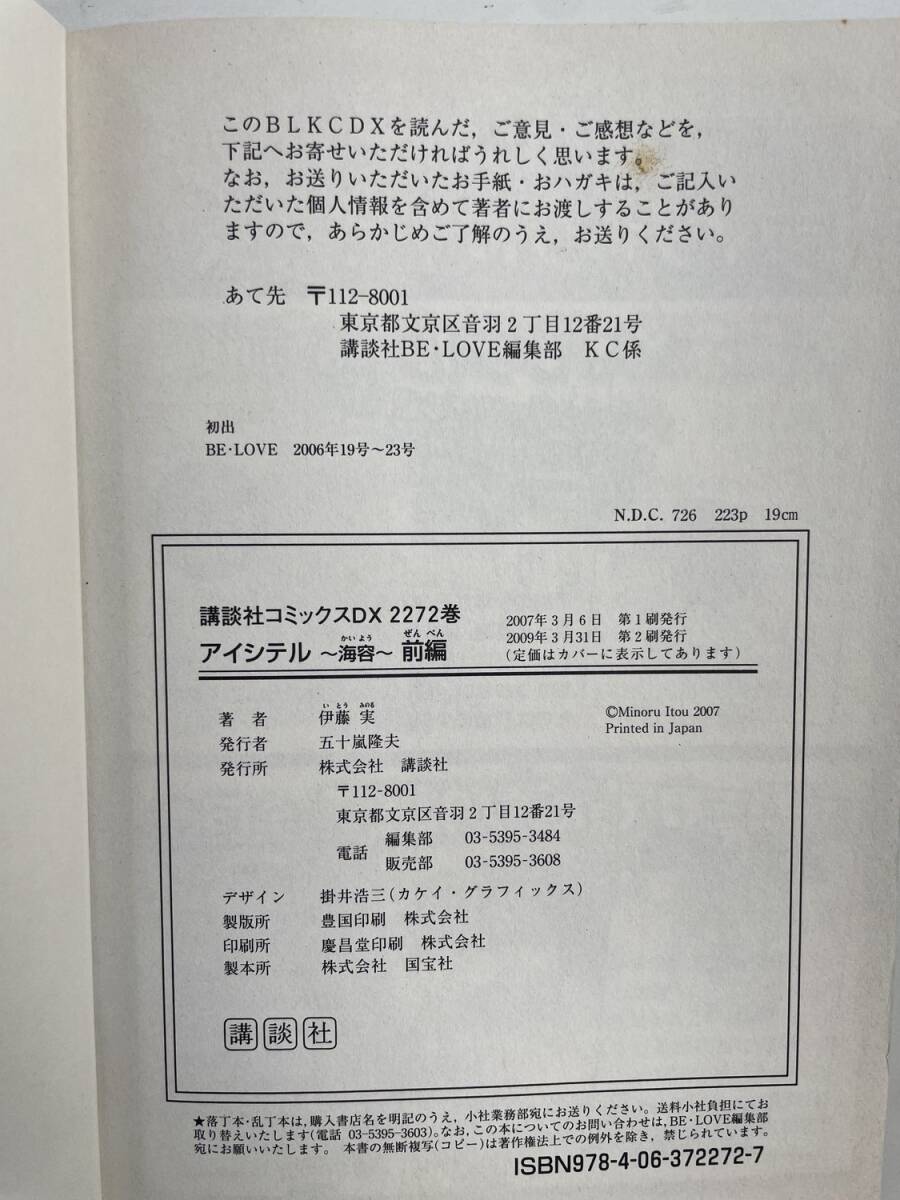 このBLKCDXを読んだ，ご意見・ご感想などを，
下記へお寄せいただければうれしく思います。
なお，お送りいただいたお手紙・おハガキは，ご記入い
ただいた個人情報を含めて著者にお渡しすることがあり
ますので，あらかじめご了解のうえ，お送りください。
あて先 〒112-8001
東京都文京区音羽2丁目12番21号
講談社BE・LOVE編集部 KC係
初出
BE・LOVE 2006年19号〜23号
N.D.C. 726 223p 19cm
講談社コミックスDX 2272巻
かいよう ぜんぺん
アイシテル 〜海容〜 前編
2007年3月6日 第1刷発行
2009年3月31日 第2刷発行
(定価はカバーに表示してあります)
いとう みのる
著者 伊藤 実
©Minoru Itou 2007
Printed in Japan
発行者 五十嵐隆夫
発行所 株式会社 講談社
〒112-8001
東京都文京区音羽2丁目12番21号
電話 編集部 03-5395-3484
販売部 03-5395-3608
デザイン 掛井浩三(カケイ・グラフィックス)
製版所 豊国印刷 株式会社
印刷所 慶昌堂印刷 株式会社
製本所 株式会社 国宝社
講談社
★落丁本・乱丁本は，購入書店名を明記のうえ，小社業務部宛にお送りください。送料小社負担にてお
取り替えいたします(電話 03-5395-3603)。なお，この本についてのお問い合わせは，BE・LOVE編集部
宛にお願いいたします。 本書の無断複写(コピー)は著作権法上での例外を除き，禁じられています。
ISBN978-4-06-372272-7